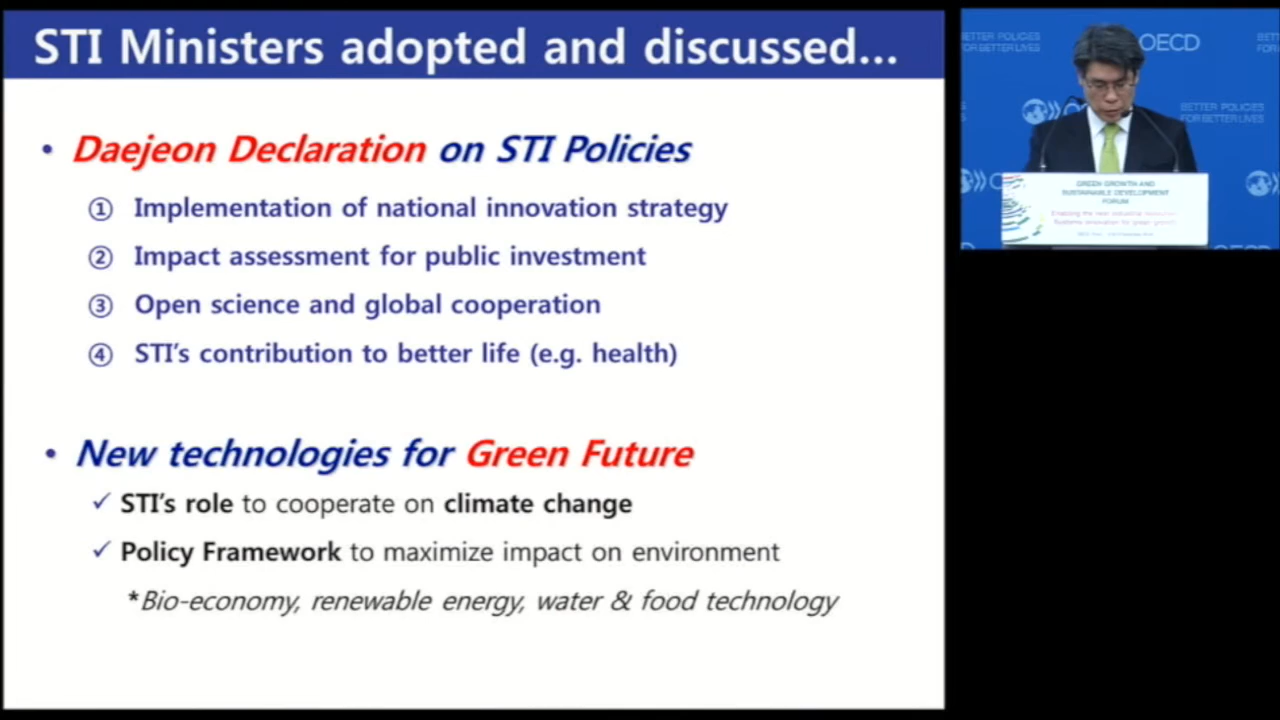 STI Ministers adopted and discussed...
• Daejeon Declaration on STI Policies
① Implementation of national innovation strategy
② Impact assessment for public investment
③ Open science and global cooperation
④ STI's contribution to better life (e.g. health)
• New technologies for Green Future
✓ STI's role to cooperate on climate change
✓ Policy Framework to maximize impact on environment
*Bio-economy, renewable energy, water & food technology
BETTER POLICIES
FOR BETTER LIVES
OECD
BETTER POLICIES
FOR BETTER LIVES
GREEN GROWTH AND
SUSTAINABLE DEVELOPMENT
FORUM